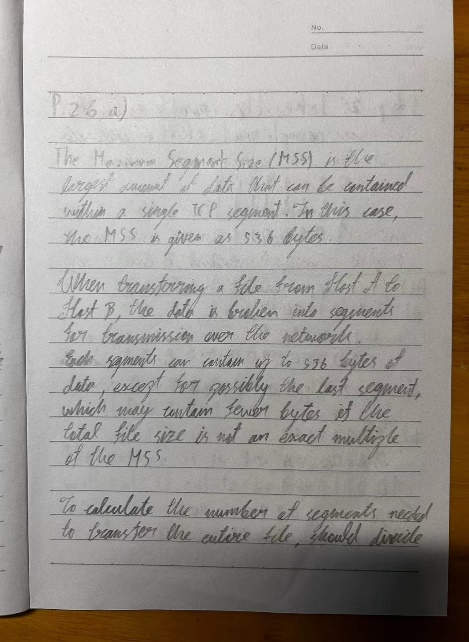 No.
Date
P. 26 a)
The Maximum Segment Size (MSS) is the
largest amount of data that can be contained
within a single TCP segment. In this case,
the MSS is given as 536 bytes.
When transferring a file from Host A to
Host B, the data is broken into segments
for transmission over the network.
Each segments can contain up to 536 bytes of
data, except for possibly the last segment,
which may contain fewer bytes if the
total file size is not an exact multiple
of the MSS
To calculate the number of segments needed
to transfer the entire file, should divide